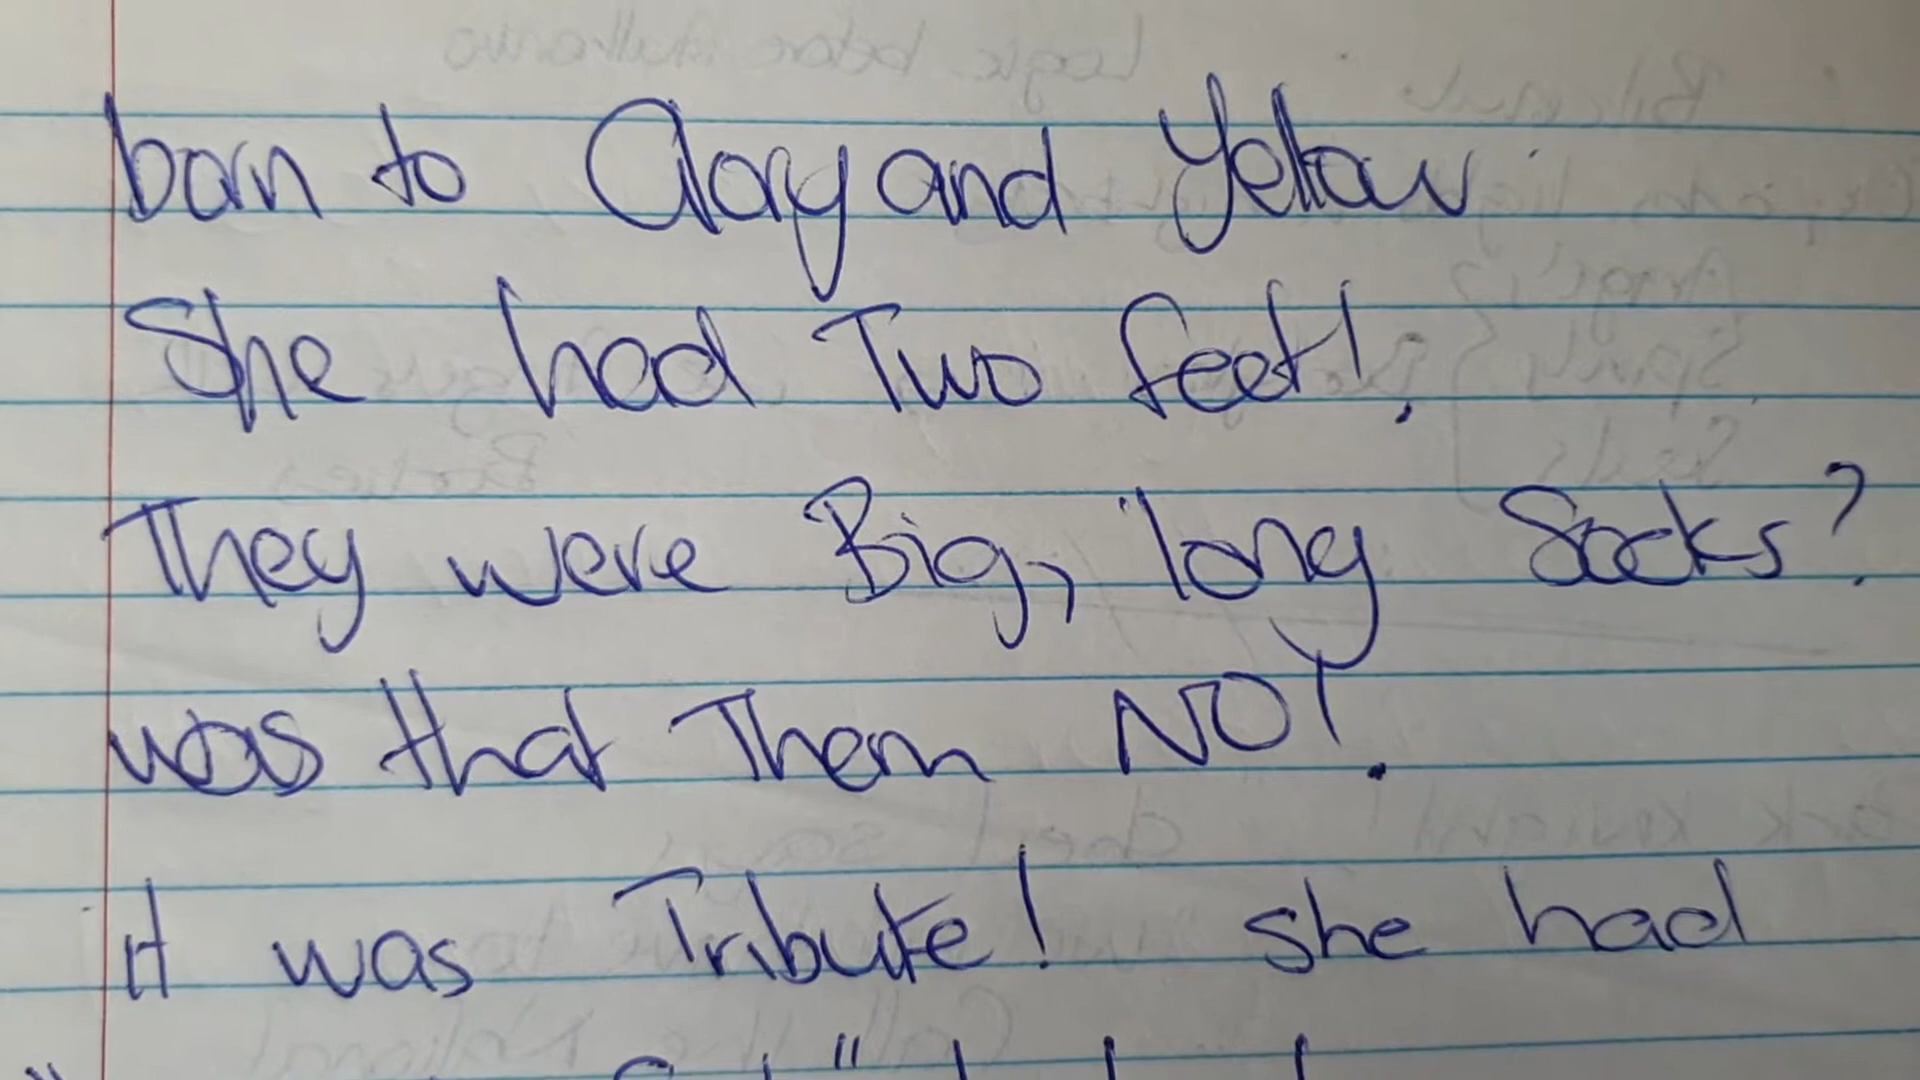 born to Glory and Yellow
She had Two feet!
They were Big, long Socks?
was that Them NO!
it was Tribute! she had